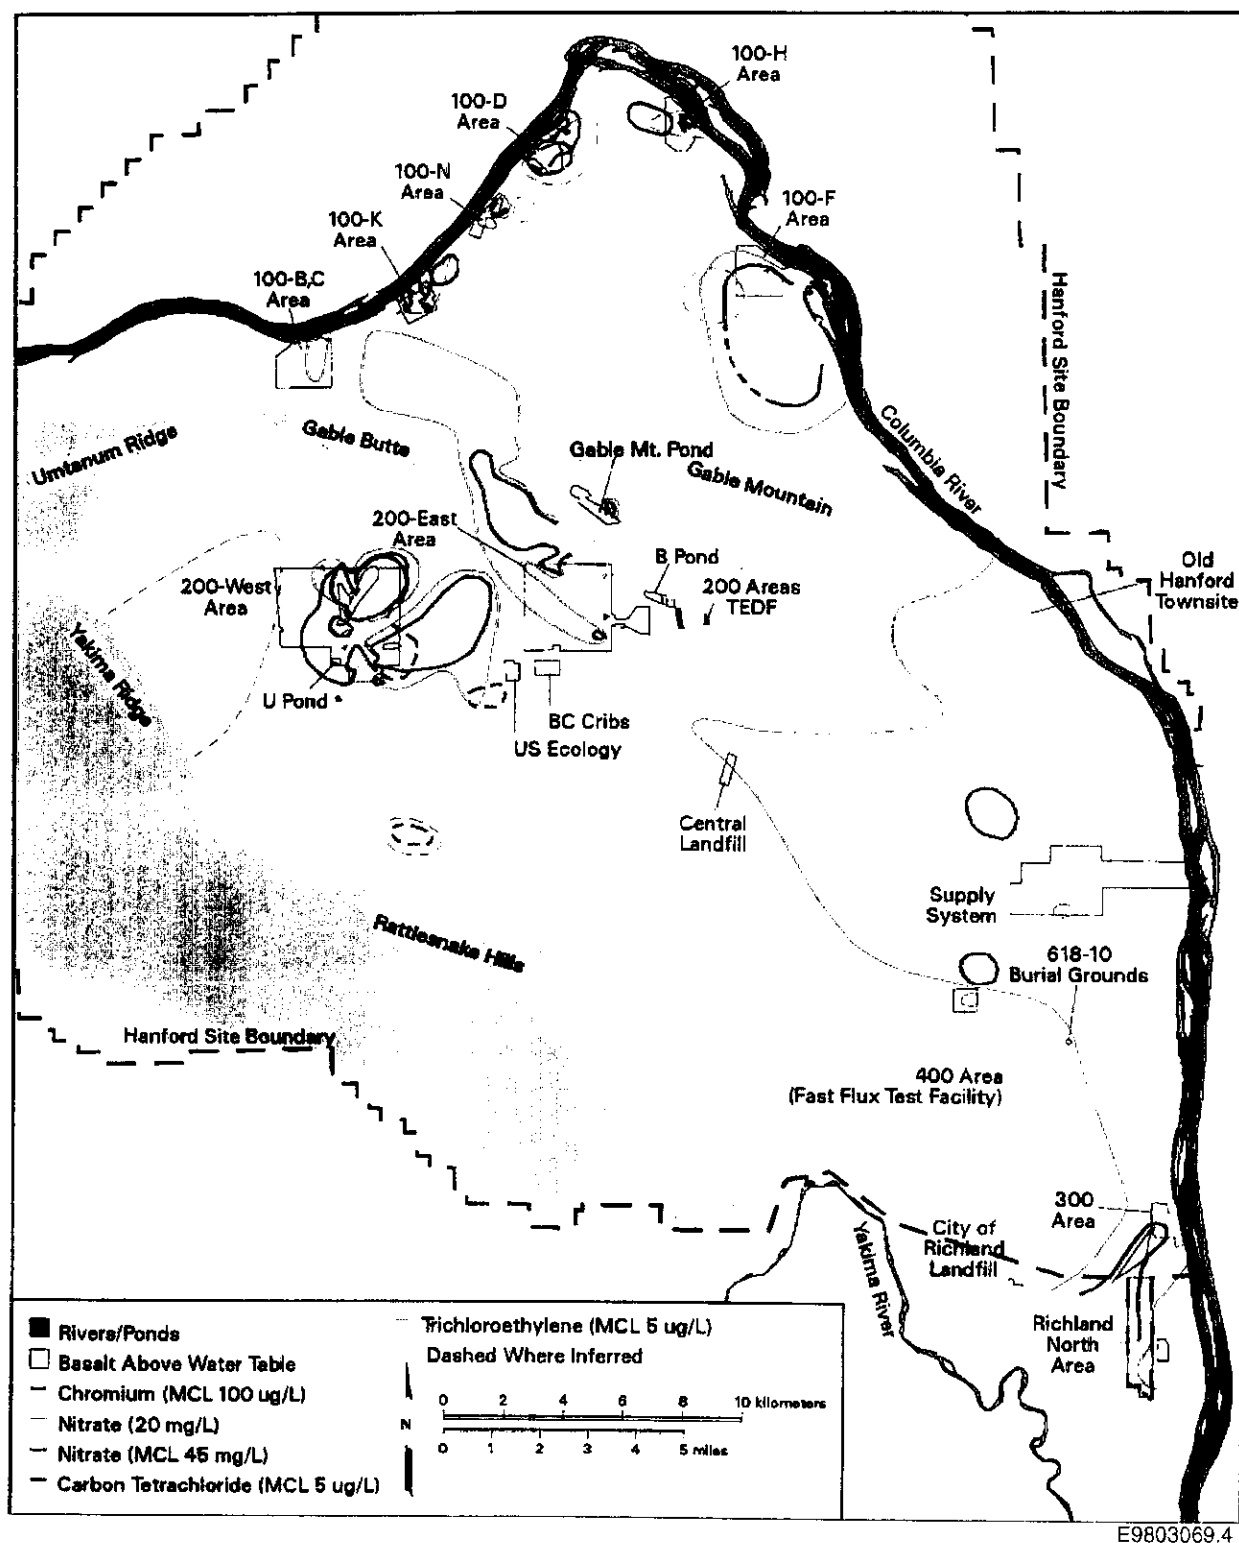 100-H
Area
100-D
Area
100-N
Area
100-K
Area
100-F
Area
100-B,C
Area
Hanford Site Boundary
Columbia River
Umtanum Ridge
Gable Butte
Gable Mt. Pond
Gable Mountain
200-East
Area
B Pond
200 Areas
TEDF
Old
Hanford
Townsite
200-West
Area
Yakima Ridge
U Pond
BC Cribs
US Ecology
Central
Landfill
Supply
System
Rattlesnake Hills
618-10
Burial Grounds
Hanford Site Boundary
400 Area
(Fast Flux Test Facility)
300
Area
City of
Richland
Landfill
Yakima River
Richland
North
Area
Rivers/Ponds
Basalt Above Water Table
Chromium (MCL 100 ug/L)
Nitrate (20 mg/L)
Nitrate (MCL 45 mg/L)
Carbon Tetrachloride (MCL 5 ug/L)
Trichloroethylene (MCL 5 ug/L)
Dashed Where Inferred
N
0 2 4 6 8 10 kilometers
0 1 2 3 4 5 miles
E9803069.4